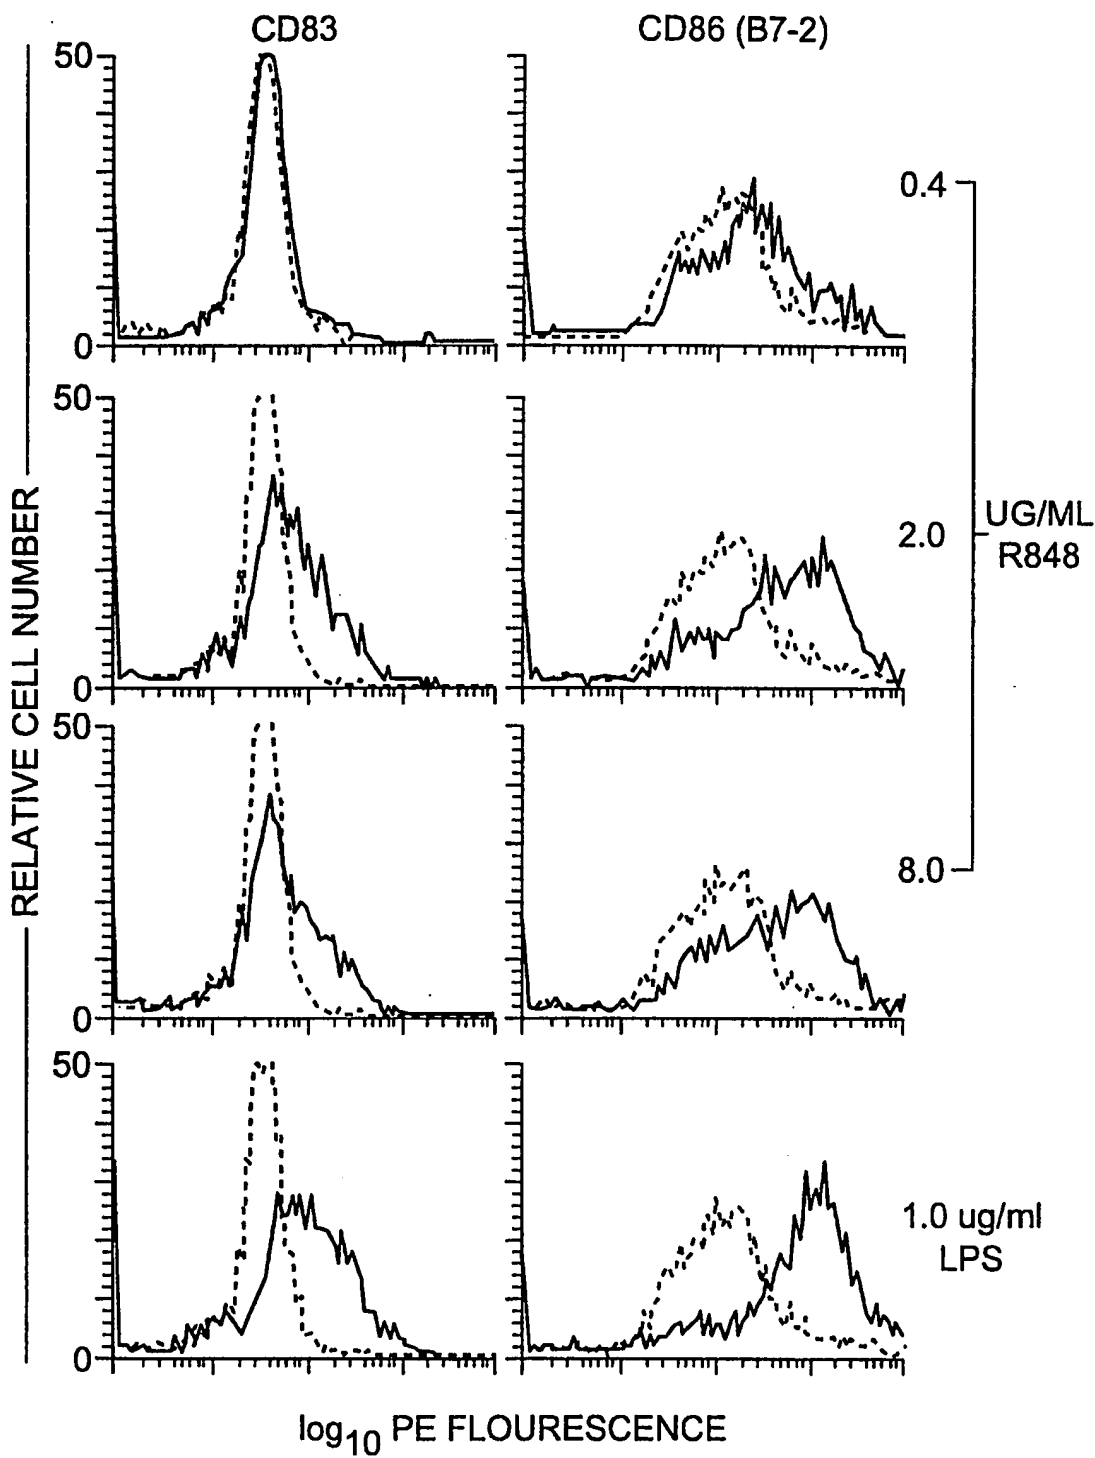 CD83
CD86 (B7-2)
RELATIVE CELL NUMBER
50
0
0.4
50
0
2.0
UG/ML
R848
50
0
8.0
50
0
1.0 ug/ml
LPS
log10 PE FLOURESCENCE